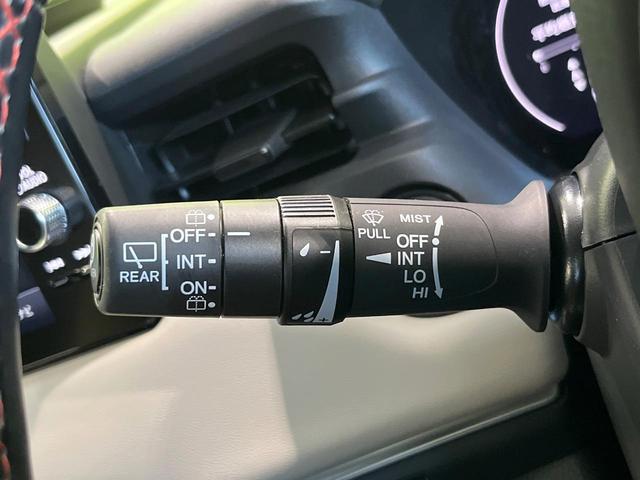 OFF
INT
ON
REAR
PULL
MIST
OFF
INT
LO
HI